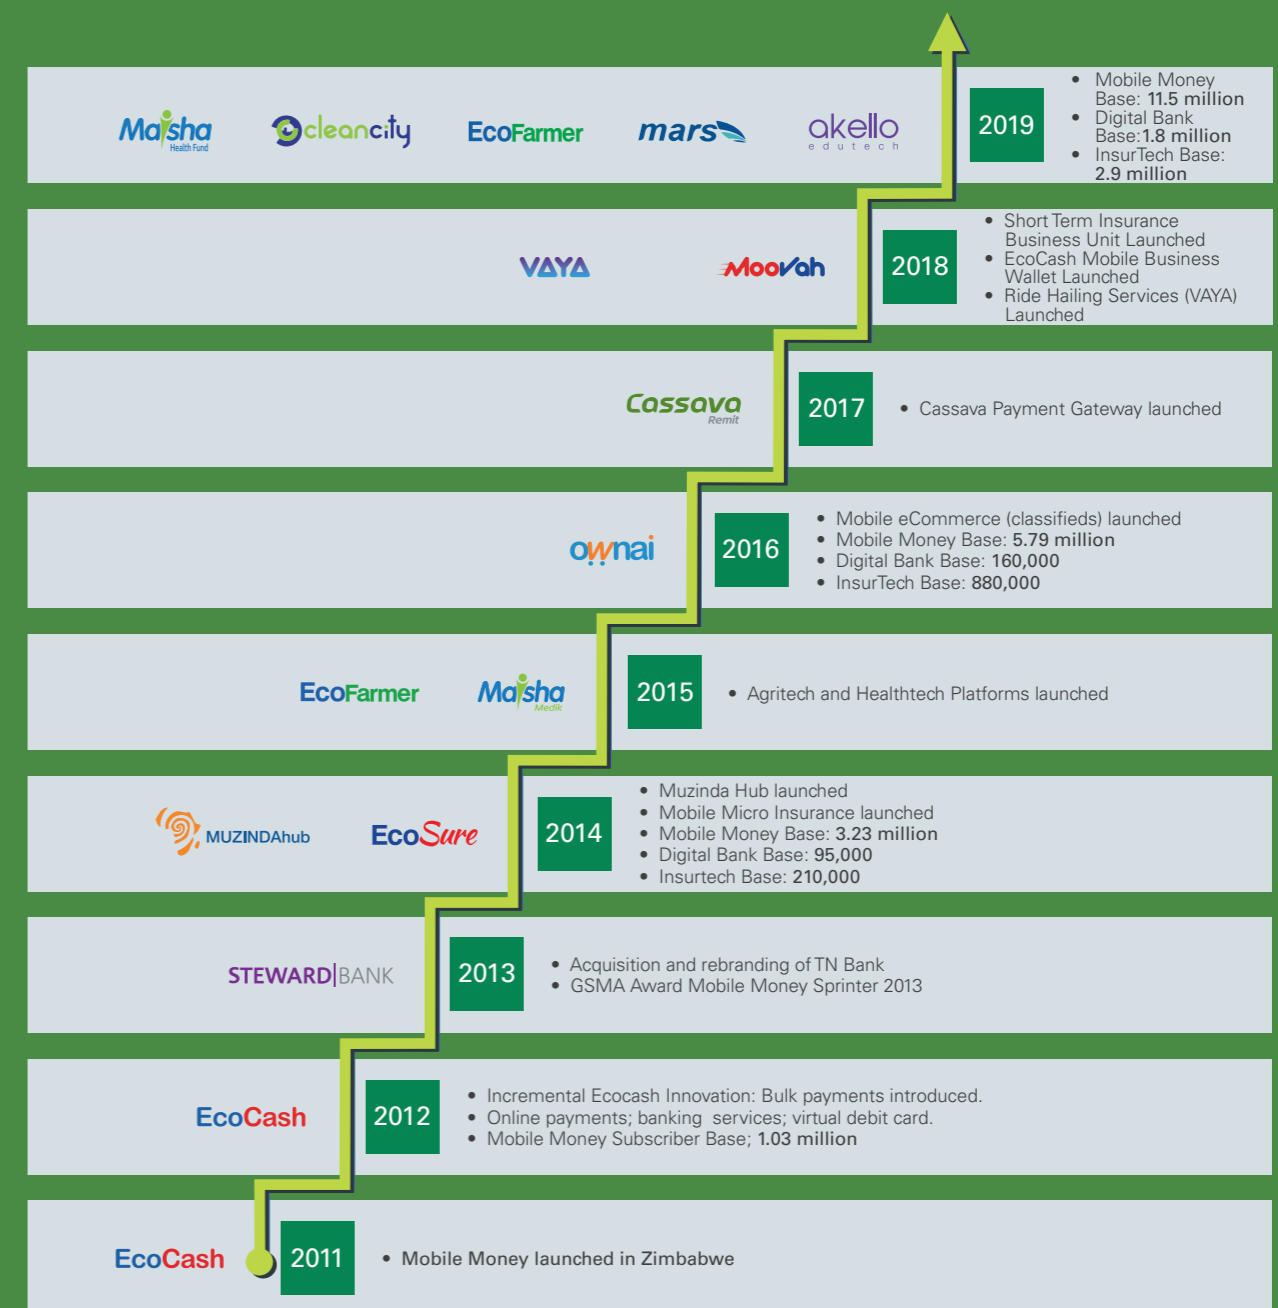 Maisha
Health Fund
cleancity
EcoFarmer
mars
akello
edutech
2019
• Mobile Money
Base: 11.5 million
• Digital Bank
Base:1.8 million
• InsurTech Base:
2.9 million
VAYA
MooVah
2018
• Short Term Insurance
Business Unit Launched
• EcoCash Mobile Business
Wallet Launched
• Ride Hailing Services (VAYA)
Launched
Cassava
Remit
2017
• Cassava Payment Gateway launched
ownai
2016
• Mobile eCommerce (classifieds) launched
• Mobile Money Base: 5.79 million
• Digital Bank Base: 160,000
• InsurTech Base: 880,000
EcoFarmer
Maisha
Medik
2015
• Agritech and Healthtech Platforms launched
MUZINDAhub
EcoSure
2014
• Muzinda Hub launched
• Mobile Micro Insurance launched
• Mobile Money Base: 3.23 million
• Digital Bank Base: 95,000
• Insurtech Base: 210,000
STEWARD|BANK
2013
• Acquisition and rebranding of TN Bank
• GSMA Award Mobile Money Sprinter 2013
EcoCash
2012
• Incremental Ecocash Innovation: Bulk payments introduced.
• Online payments; banking services; virtual debit card.
• Mobile Money Subscriber Base; 1.03 million
EcoCash
2011
• Mobile Money launched in Zimbabwe